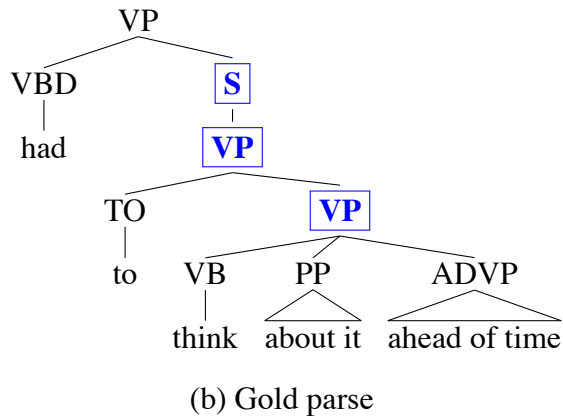 VP
VBD S
had VP
TO VP
to VB PP ADVP
think about it ahead of time
(b) Gold parse